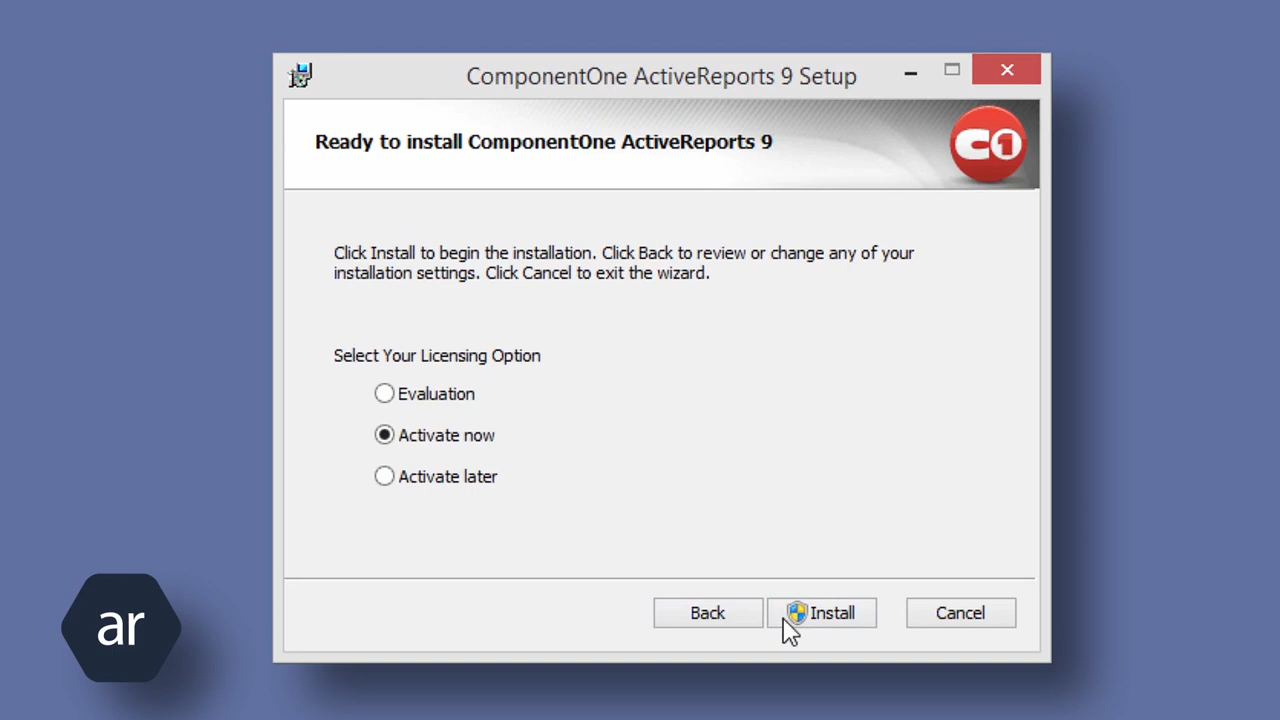 ComponentOne ActiveReports 9 Setup
Ready to install ComponentOne ActiveReports 9
C1
Click Install to begin the installation. Click Back to review or change any of your
installation settings. Click Cancel to exit the wizard.
Select Your Licensing Option
Evaluation
Activate now
Activate later
Back
Install
Cancel
ar